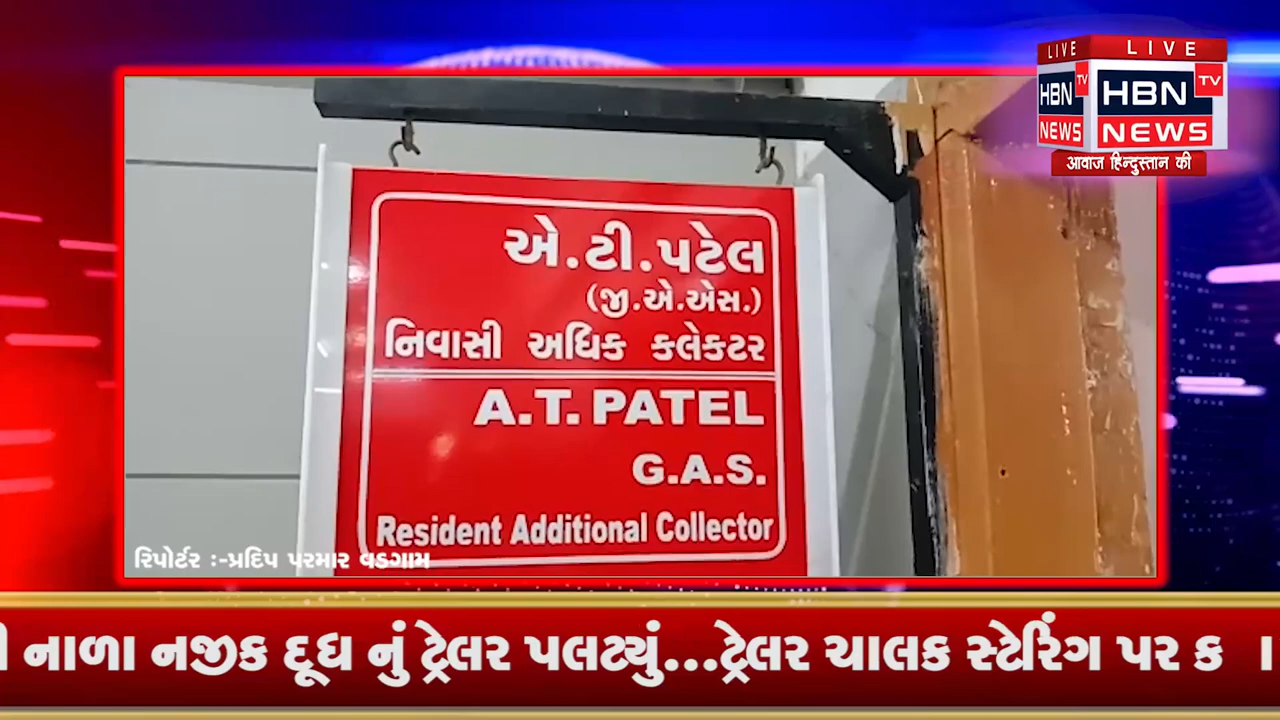 LIVE
LIVE
HBN TV
NEWS
HBN TV
NEWS
आवाज हिन्दुस्तान की
એ.ટી.પટેલ
(જી.એ.એસ.)
નિવાસી અધિક કલેકટર
A.T. PATEL
G.A.S.
Resident Additional Collector
રિપોર્ટર :-પ્રદિપ પરમાર વડગામ
નાળા નજીક દૂધ નું ટ્રેલર પલટ્યું...ટ્રેલર ચાલક સ્ટેરિંગ પર ક